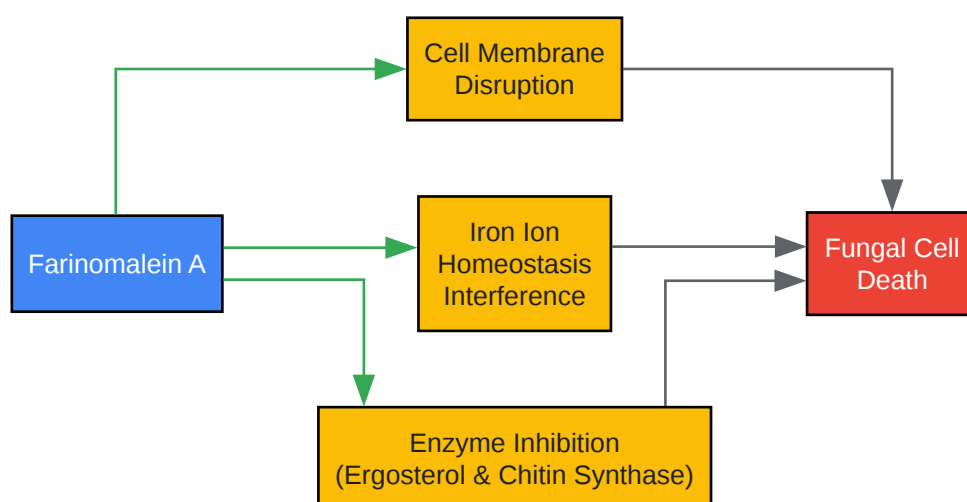 Cell Membrane
Disruption
Farinomalein A
Iron Ion
Homeostasis
Interference
Fungal Cell
Death
Enzyme Inhibition
(Ergosterol & Chitin Synthase)